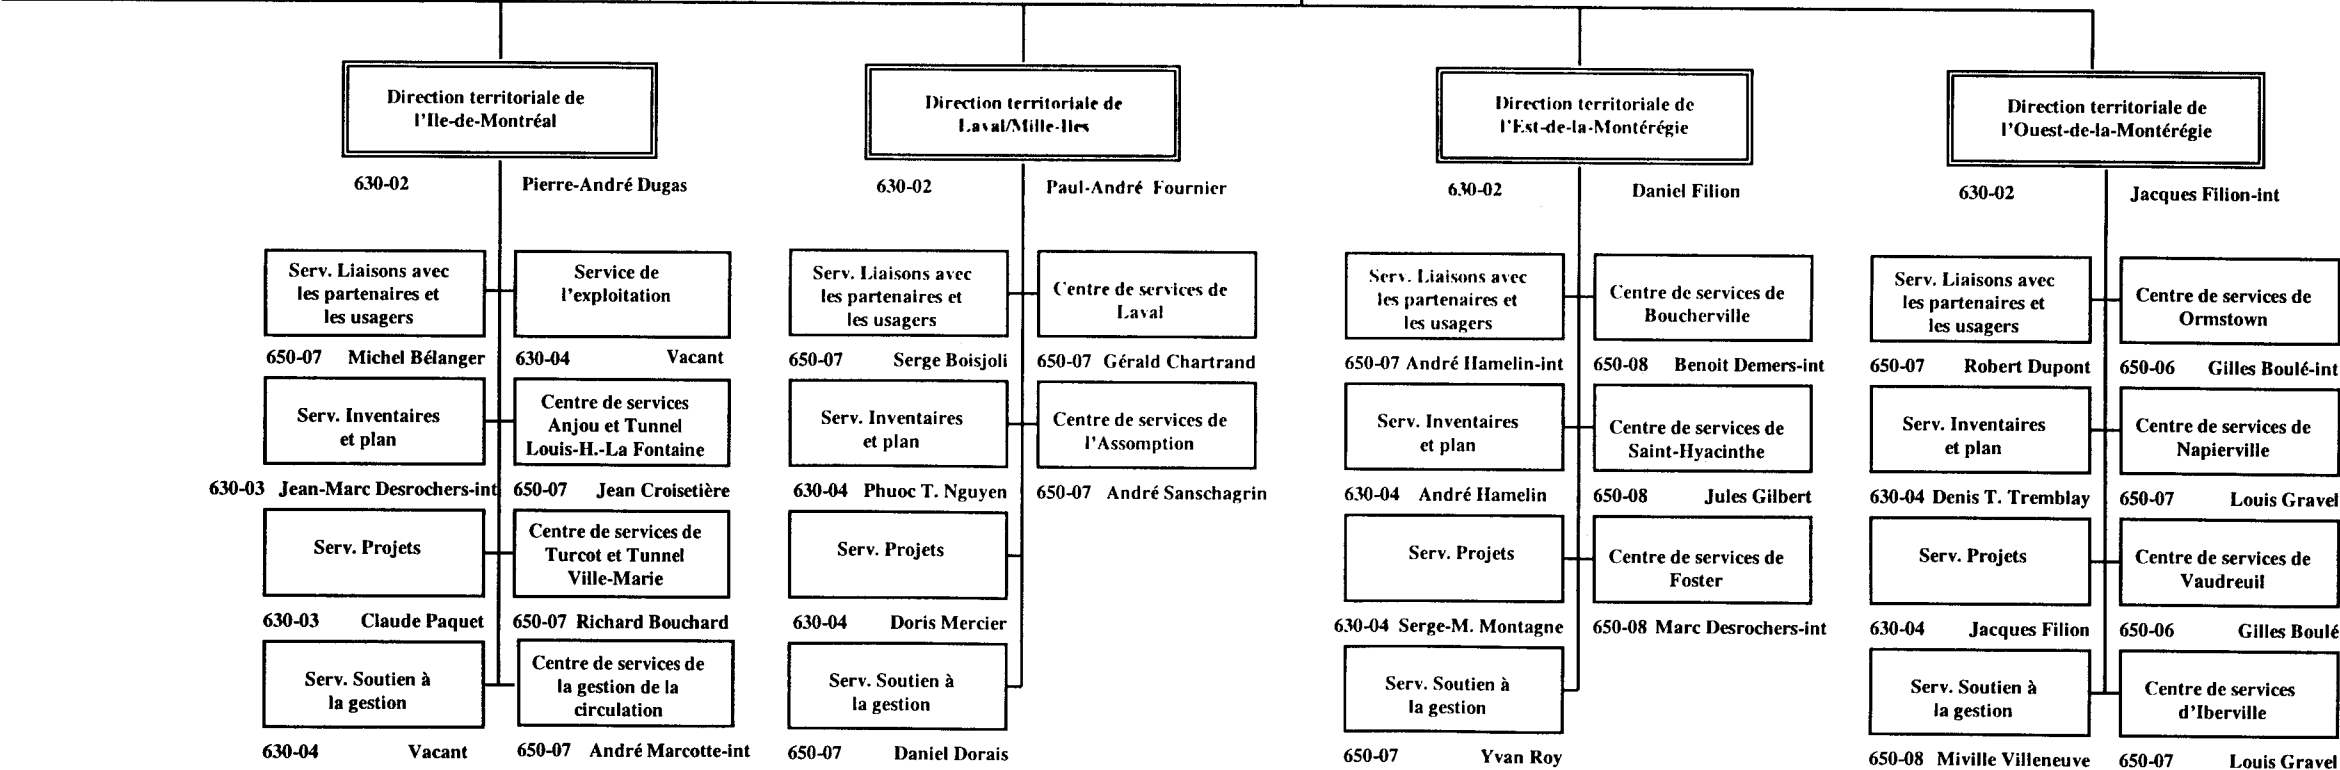 Direction territoriale de
l'Ile-de-Montréal
630-02 Pierre-André Dugas
Serv. Liaisons avec
les partenaires et
les usagers
650-07 Michel Bélanger
Service de
l'exploitation
630-04 Vacant
Serv. Inventaires
et plan
630-03 Jean-Marc Desrochers-int
Centre de services
Anjou et Tunnel
Louis-H.-La Fontaine
650-07 Jean Croisetière
Serv. Projets
630-03 Claude Paquet
Centre de services de
Turcot et Tunnel
Ville-Marie
650-07 Richard Bouchard
Serv. Soutien à
la gestion
630-04 Vacant
Centre de services de
la gestion de la
circulation
650-07 André Marcotte-int
Direction territoriale de
Laval/Mille-Iles
630-02 Paul-André Fournier
Serv. Liaisons avec
les partenaires et
les usagers
650-07 Serge Boisjoli
Centre de services de
Laval
650-07 Gérald Chartrand
Serv. Inventaires
et plan
630-04 Phuoc T. Nguyen
Centre de services de
l'Assomption
650-07 André Sanschagrin
Serv. Projets
630-04 Doris Mercier
Serv. Soutien à
la gestion
650-07 Daniel Dorais
Direction territoriale de
l'Est-de-la-Montérégie
630-02 Daniel Filion
Serv. Liaisons avec
les partenaires et
les usagers
650-07 André Hamelin-int
Centre de services de
Boucherville
650-08 Benoit Demers-int
Serv. Inventaires
et plan
630-04 André Hamelin
Centre de services de
Saint-Hyacinthe
650-08 Jules Gilbert
Serv. Projets
630-04 Serge-M. Montagne
Centre de services de
Foster
650-08 Marc Desrochers-int
Serv. Soutien à
la gestion
650-07 Yvan Roy
Direction territoriale de
l'Ouest-de-la-Montérégie
630-02 Jacques Filion-int
Serv. Liaisons avec
les partenaires et
les usagers
650-07 Robert Dupont
Centre de services de
Ormstown
650-06 Gilles Boulé-int
Serv. Inventaires
et plan
630-04 Denis T. Tremblay
Centre de services de
Napierville
650-07 Louis Gravel
Serv. Projets
630-04 Jacques Filion
Centre de services de
Vaudreuil
650-06 Gilles Boulé
Serv. Soutien à
la gestion
650-08 Miville Villeneuve
Centre de services
d'Iberville
650-07 Louis Gravel